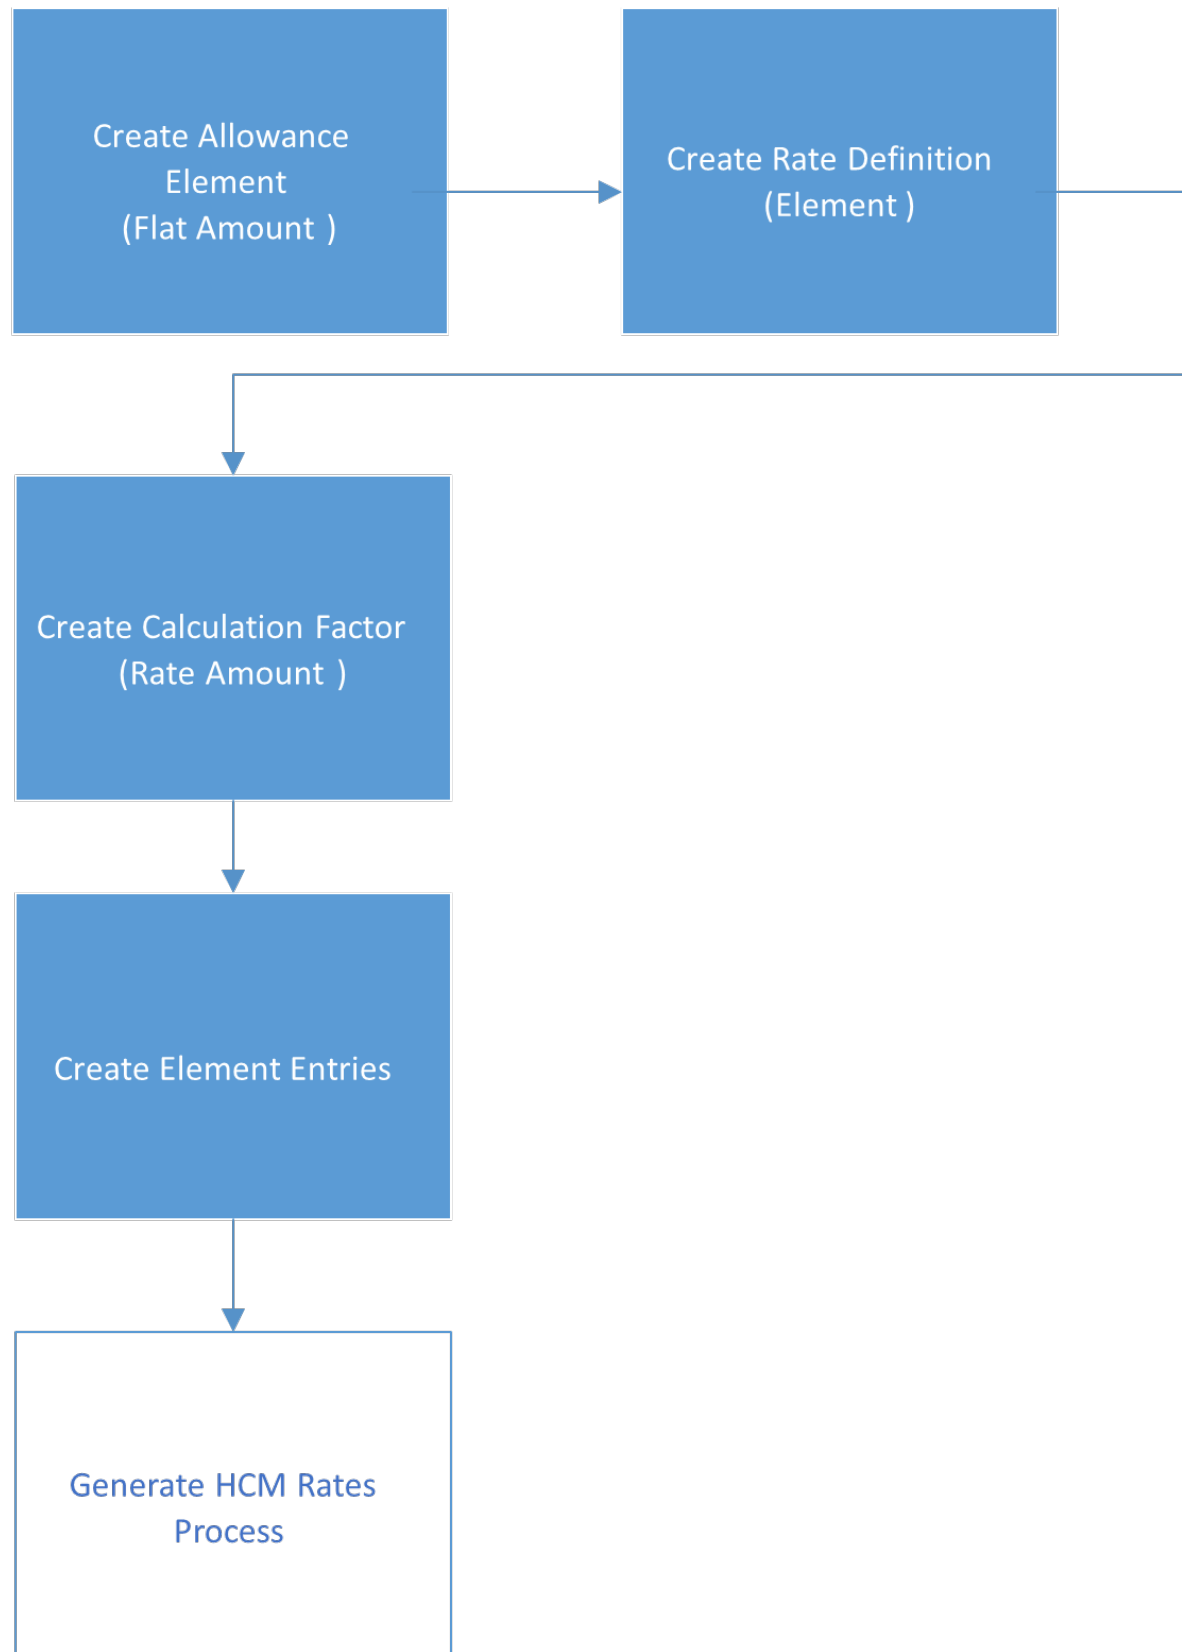 Create Allowance
Element
(Flat Amount )
Create Rate Definition
(Element )
Create Calculation Factor
(Rate Amount )
Create Element Entries
Generate HCM Rates
Process